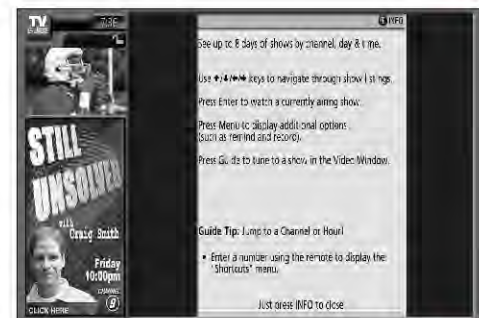 TV
GUIDE
7:36
INFO
See up to 8 days of shows by channel, day & time.
Use ↑/↓/←/→ keys to navigate through show listings.
Press Enter to watch a currently airing show.
Press Menu to display additional options
(such as remind and record).
Press Guide to tune to a show in the Video Window.
Guide Tip: Jump to a Channel or Hour!
• Enter a number using the remote to display the
"Shortcuts" menu.
Just press INFO to close
STILL
UNSOLVED
with
Craig Smith
Friday
10:00pm
CHANNEL
8
CLICK HERE